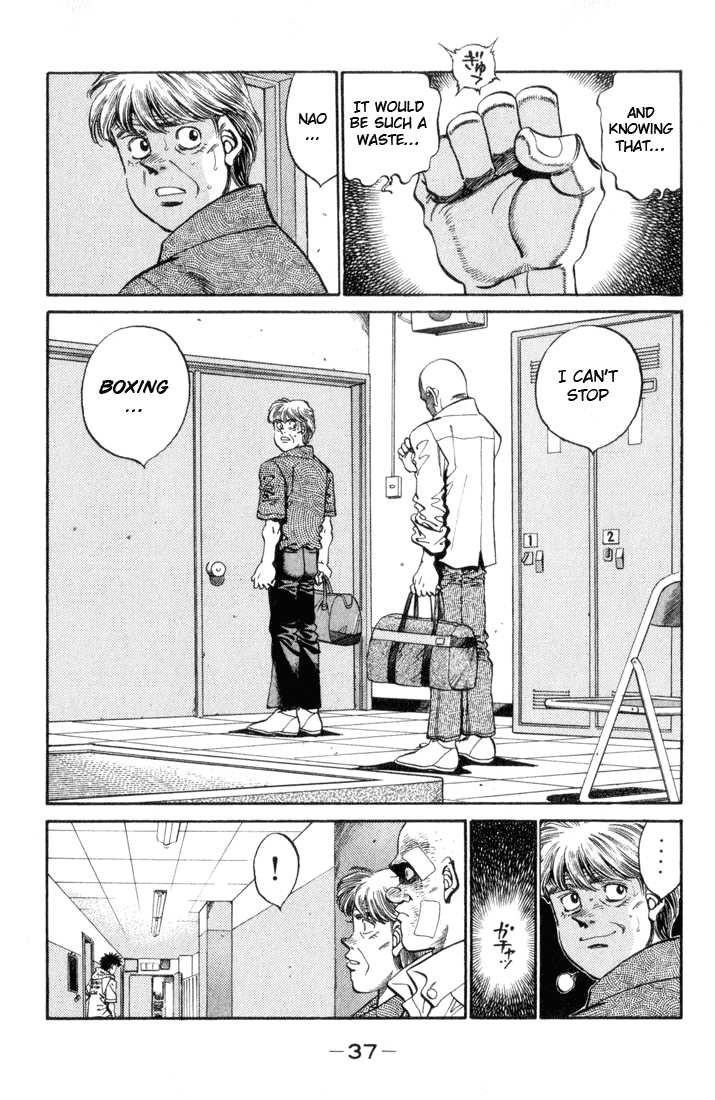 ぎゅっ
AND
KNOWING
THAT...
IT WOULD
BE SUCH A
WASTE...
NAO
...
I CAN'T
STOP
BOXING
...
1
2
...
ガチャッ
!
—37—